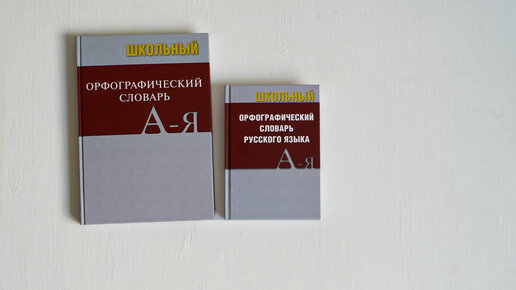 ШКОЛЬНЫЙ
ОРФОГРАФИЧЕСКИЙ
СЛОВАРЬ
А-Я
ШКОЛЬНЫЙ
ОРФОГРАФИЧЕСКИЙ
СЛОВАРЬ
РУССКОГО ЯЗЫКА
А-Я